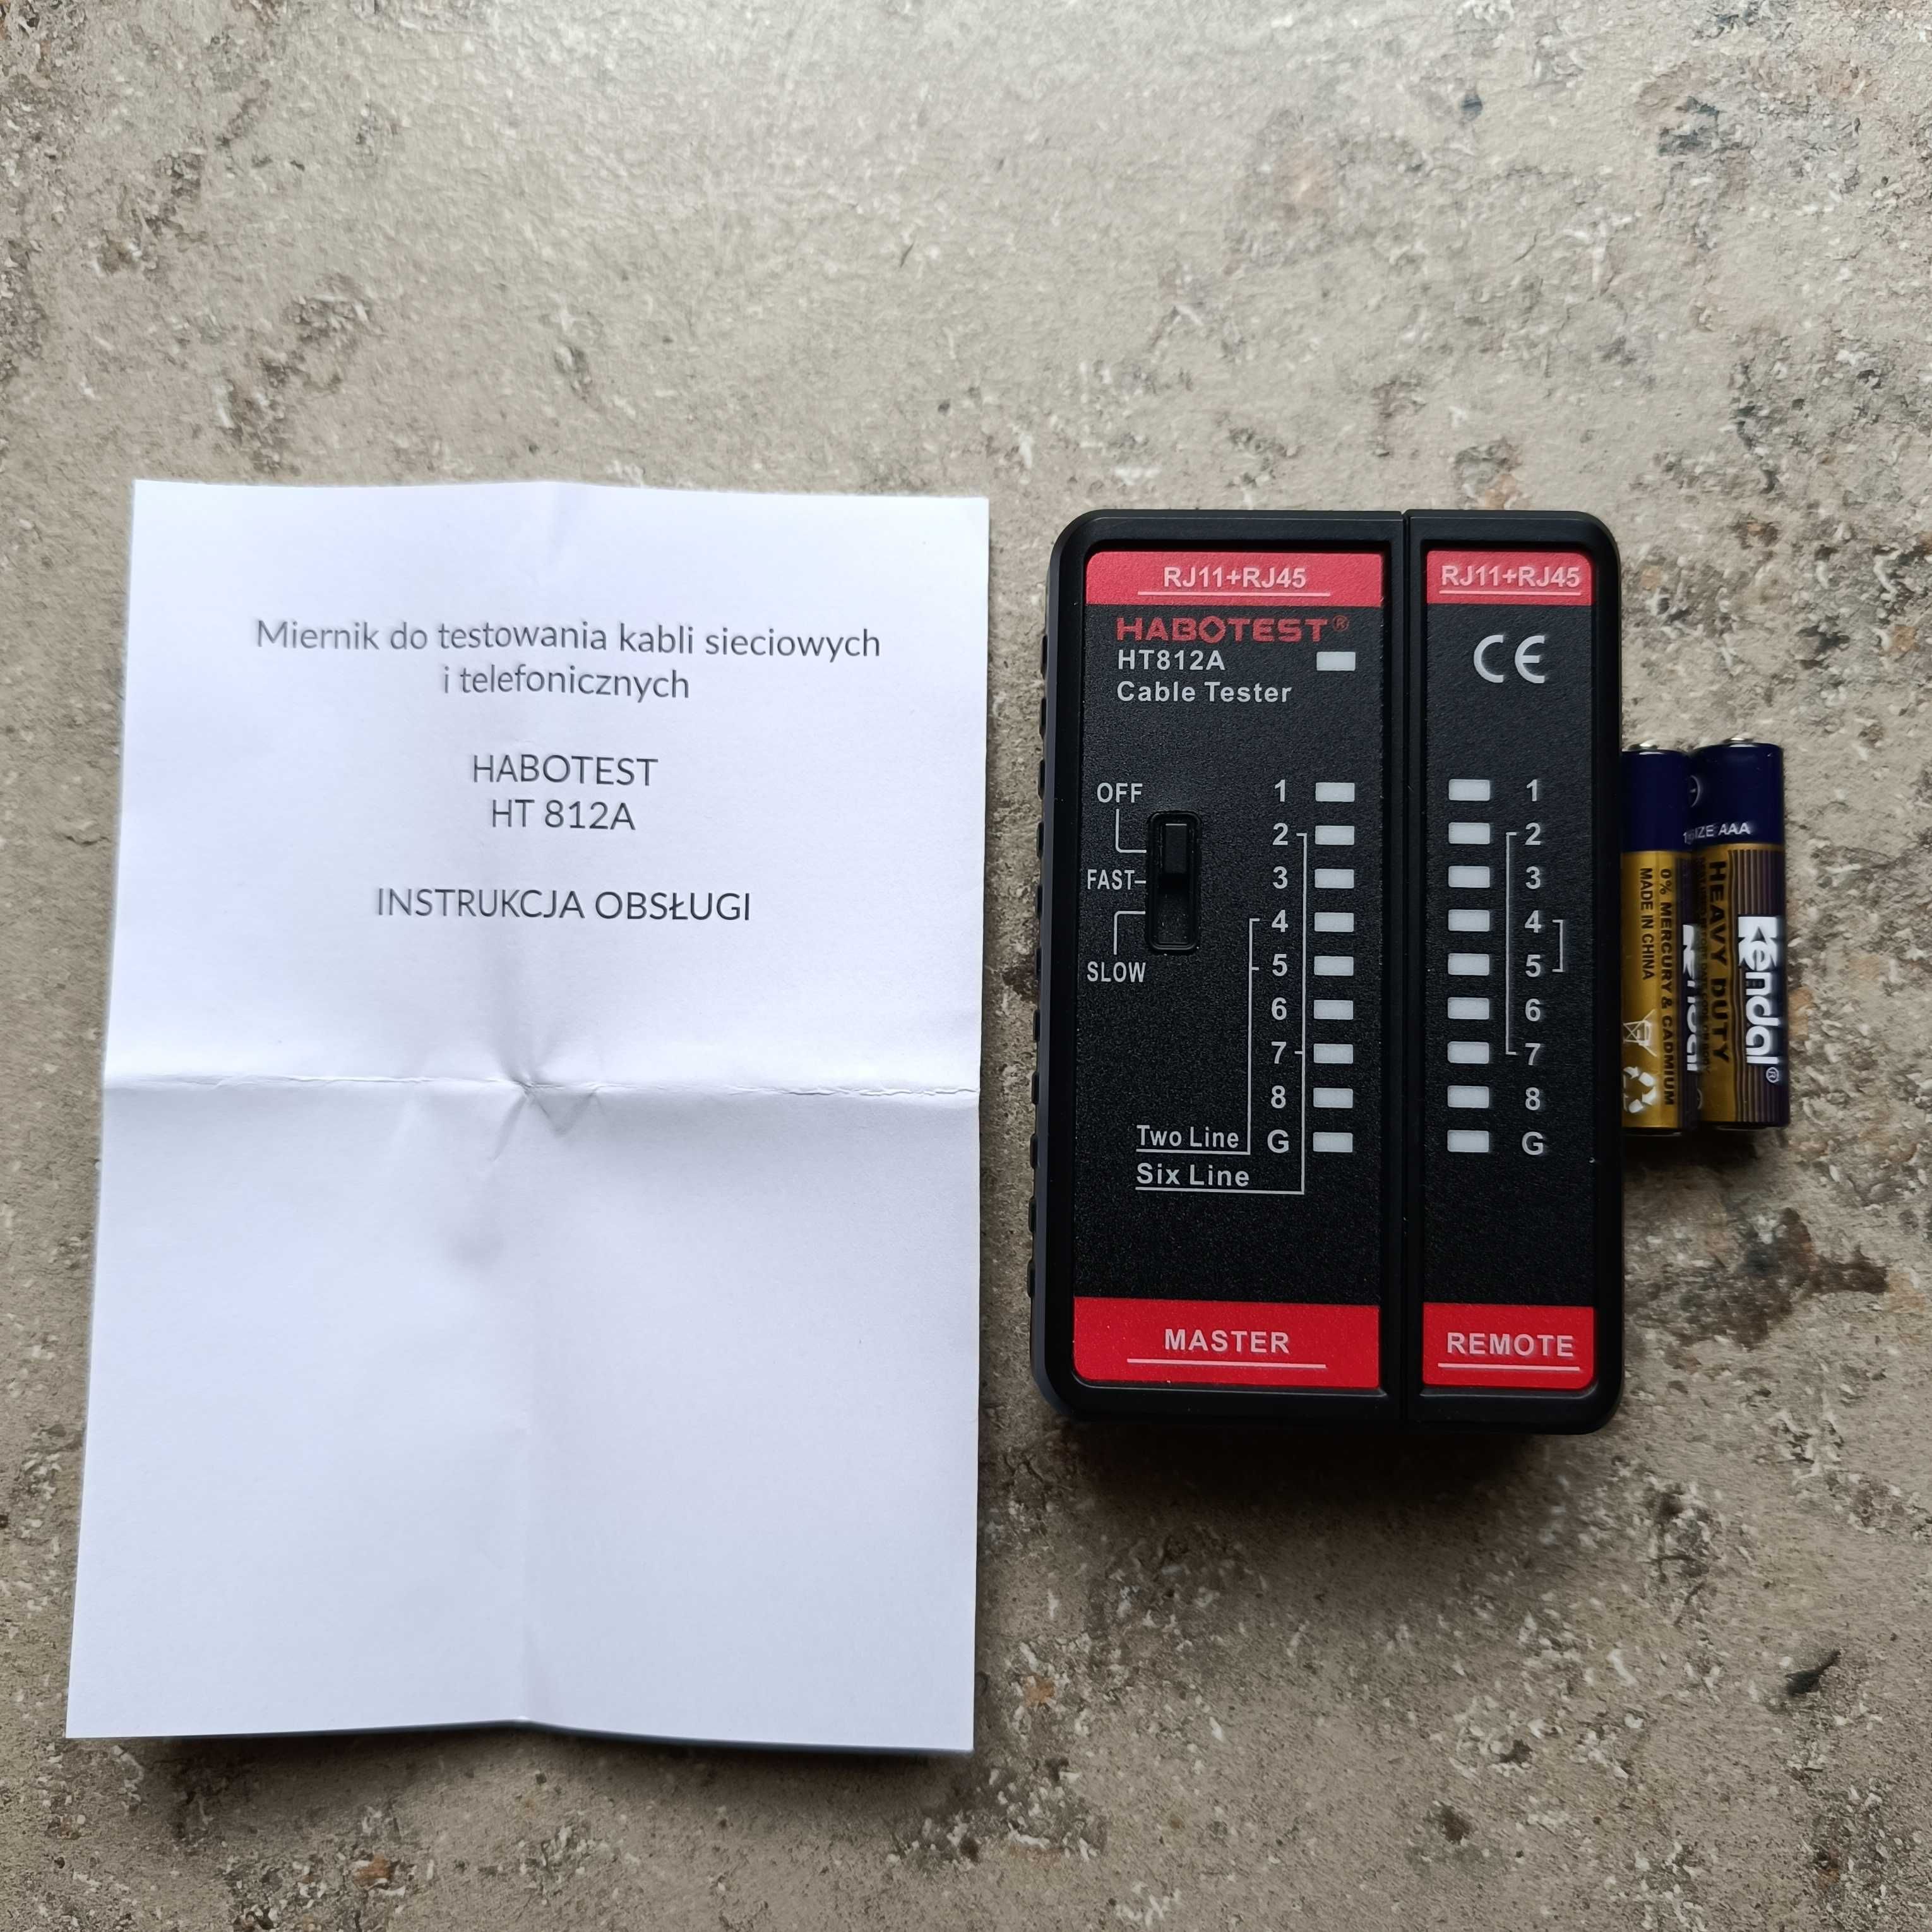 Miernik do testowania kabli sieciowych
i telefonicznych
HABOTEST
HT 812A
INSTRUKCJA OBSŁUGI
RJ11+RJ45
HABOTEST®
HT812A
Cable Tester
OFF
FAST
SLOW
1
2
3
4
5
6
7
8
G
Two Line
Six Line
MASTER
RJ11+RJ45
CE
1
2
3
4
5
6
7
8
G
REMOTE
0% MERCURY & CADMIUM
MADE IN CHINA
SIZE AAA
HEAVY DUTY
Kendal®